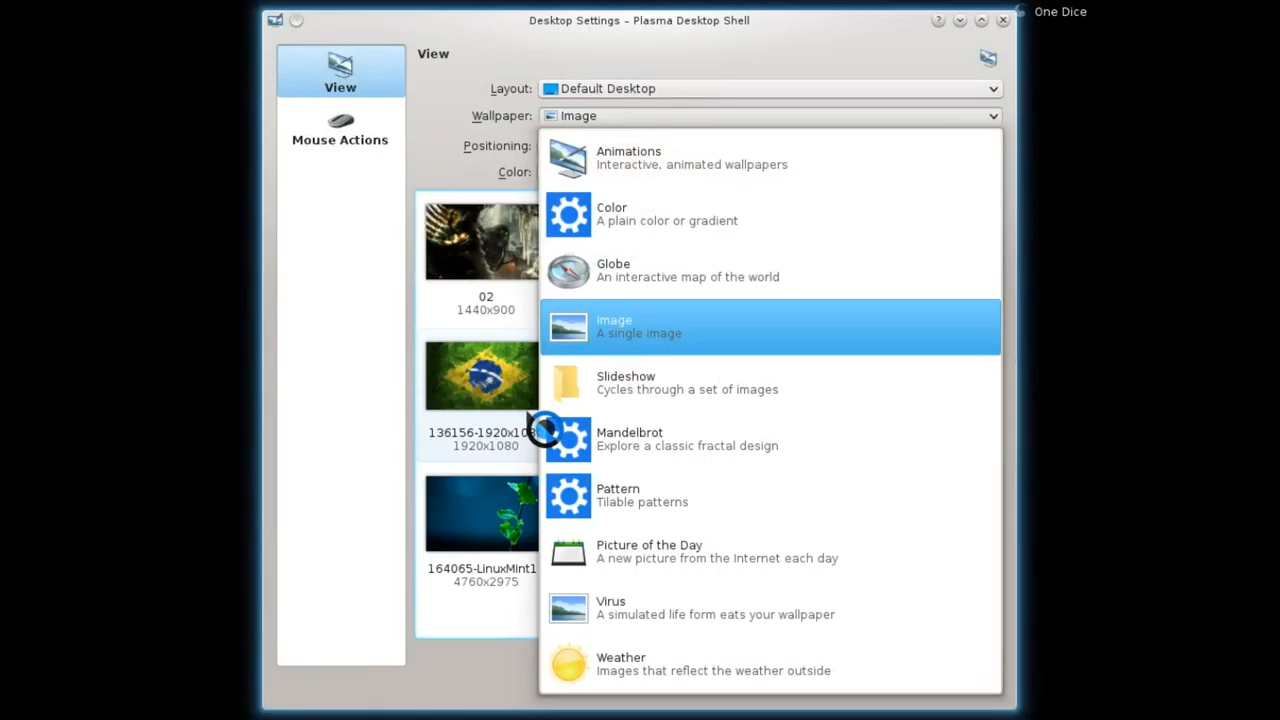 Desktop Settings – Plasma Desktop Shell
One Dice
View
Mouse Actions
View
Layout: Default Desktop
Wallpaper: Image
Positioning:
Color:
02
1440x900
136156-1920x10
1920x1080
164065-LinuxMint1
4760x2975
Animations
Interactive, animated wallpapers
Color
A plain color or gradient
Globe
An interactive map of the world
Image
A single image
Slideshow
Cycles through a set of images
Mandelbrot
Explore a classic fractal design
Pattern
Tilable patterns
Picture of the Day
A new picture from the Internet each day
Virus
A simulated life form eats your wallpaper
Weather
Images that reflect the weather outside